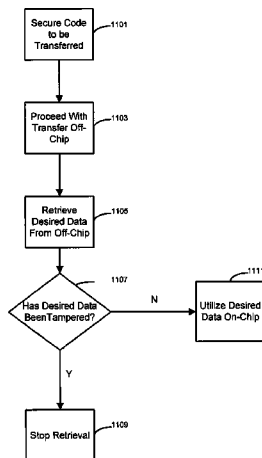 Secure Code
to be
Transferred
1101
Proceed With
Transfer Off-
Chip
1103
Retrieve
Desired Data
From Off-Chip
1105
Has Desired Data
BeenTampered?
1107
N
Utilize Desired
Data On-Chip
1111
Y
Stop Retrieval
1109